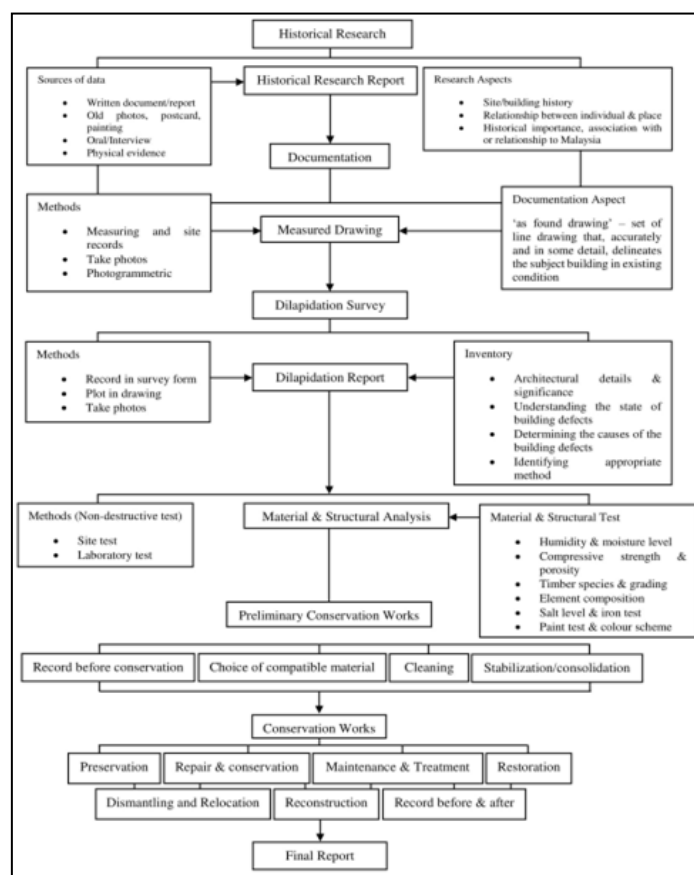 Historical Research
Sources of data
• Written document/report
• Old photos, postcard,
painting
• Oral/Interview
• Physical evidence
Historical Research Report
Research Aspects
• Site/building history
• Relationship between individual & place
• Historical importance, association with
or relationship to Malaysia
Documentation
Methods
• Measuring and site
records
• Take photos
• Photogrammetric
Measured Drawing
Documentation Aspect
‘as found drawing’ – set of
line drawing that, accurately
and in some detail, delineates
the subject building in existing
condition
Dilapidation Survey
Methods
• Record in survey form
• Plot in drawing
• Take photos
Dilapidation Report
Inventory
• Architectural details &
significance
• Understanding the state of
building defects
• Determining the causes of the
building defects
• Identifying appropriate
method
Methods (Non-destructive test)
• Site test
• Laboratory test
Material & Structural Analysis
Material & Structural Test
• Humidity & moisture level
• Compressive strength &
porosity
• Timber species & grading
• Element composition
• Salt level & iron test
• Paint test & colour scheme
Preliminary Conservation Works
Record before conservation
Choice of compatible material
Cleaning
Stabilization/consolidation
Conservation Works
Preservation
Repair & conservation
Maintenance & Treatment
Restoration
Dismantling and Relocation
Reconstruction
Record before & after
Final Report